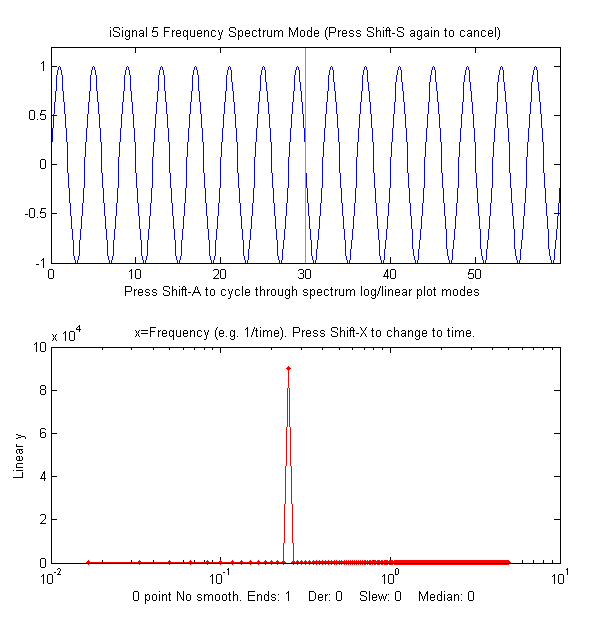 iSignal 5 Frequency Spectrum Mode (Press Shift-S again to cancel)
1
0.5
0
-0.5
-1
0 10 20 30 40 50
Press Shift-A to cycle through spectrum log/linear plot modes
x=Frequency (e.g. 1/time). Press Shift-X to change to time.
x 10^4
10
8
6
4
2
0
Linear y
10^-2 10^-1 10^0 10^1
0 point No smooth. Ends: 1 Der: 0 Slew: 0 Median: 0